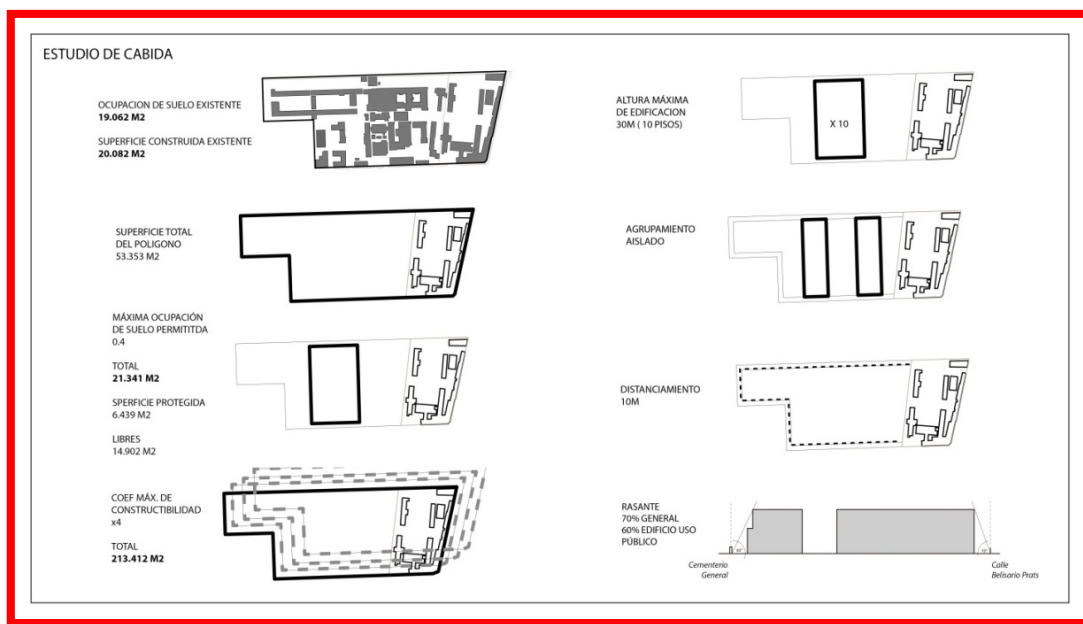 ESTUDIO DE CABIDA
OCUPACION DE SUELO EXISTENTE
19.062 M2
SUPERFICIE CONSTRUIDA EXISTENTE
20.082 M2
SUPERFICIE TOTAL
DEL POLIGONO
53.353 M2
MÁXIMA OCUPACIÓN
DE SUELO PERMITITDA
0.4
TOTAL
21.341 M2
SPERFICIE PROTEGIDA
6.439 M2
LIBRES
14.902 M2
COEF MÁX. DE
CONSTRUCTIBILIDAD
x4
TOTAL
213.412 M2
ALTURA MÁXIMA
DE EDIFICACION
30M ( 10 PISOS)
X 10
AGRUPAMIENTO
AISLADO
DISTANCIAMIENTO
10M
RASANTE
70% GENERAL
60% EDIFICIO USO
PÚBLICO
Cementerio
General
Calle
Belisario Prats